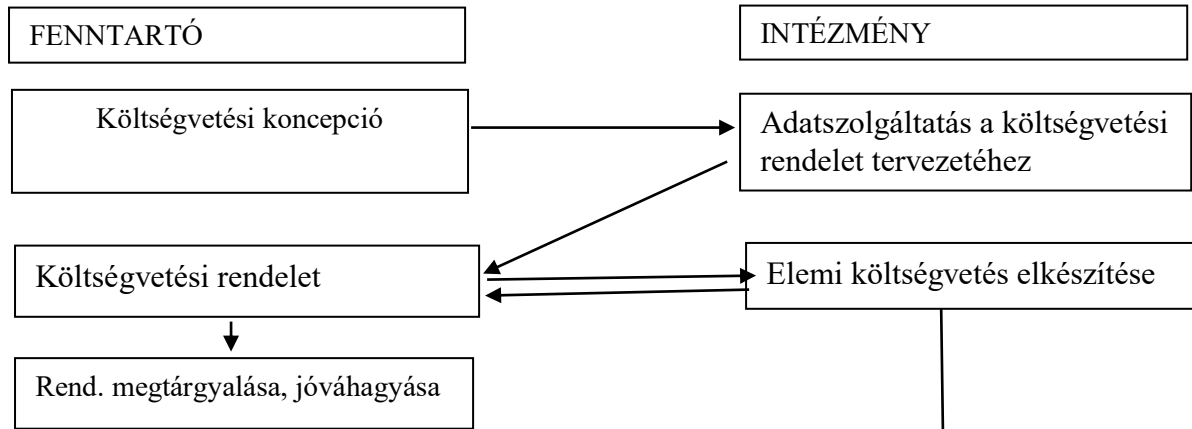 FENNTARTÓ
INTÉZMÉNY
Költségvetési koncepció
Adatszolgáltatás a költségvetési
rendelet tervezetéhez
Költségvetési rendelet
Elemi költségvetés elkészítése
Rend. megtárgyalása, jóváhagyása